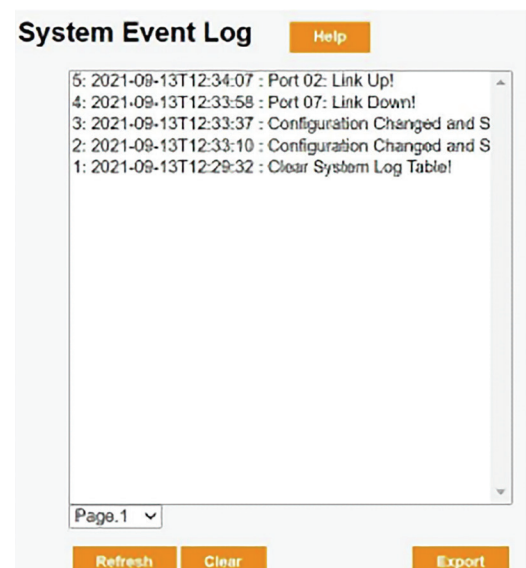 System Event Log
Help
5: 2021-09-13T12:34:07 : Port 02: Link Up!
4: 2021-09-13T12:33:58 : Port 07: Link Down!
3: 2021-09-13T12:33:37 : Configuration Changed and S
2: 2021-09-13T12:33:10 : Configuration Changed and S
1: 2021-09-13T12:29:32 : Clear System Log Table!
Page.1
Refresh Clear Export